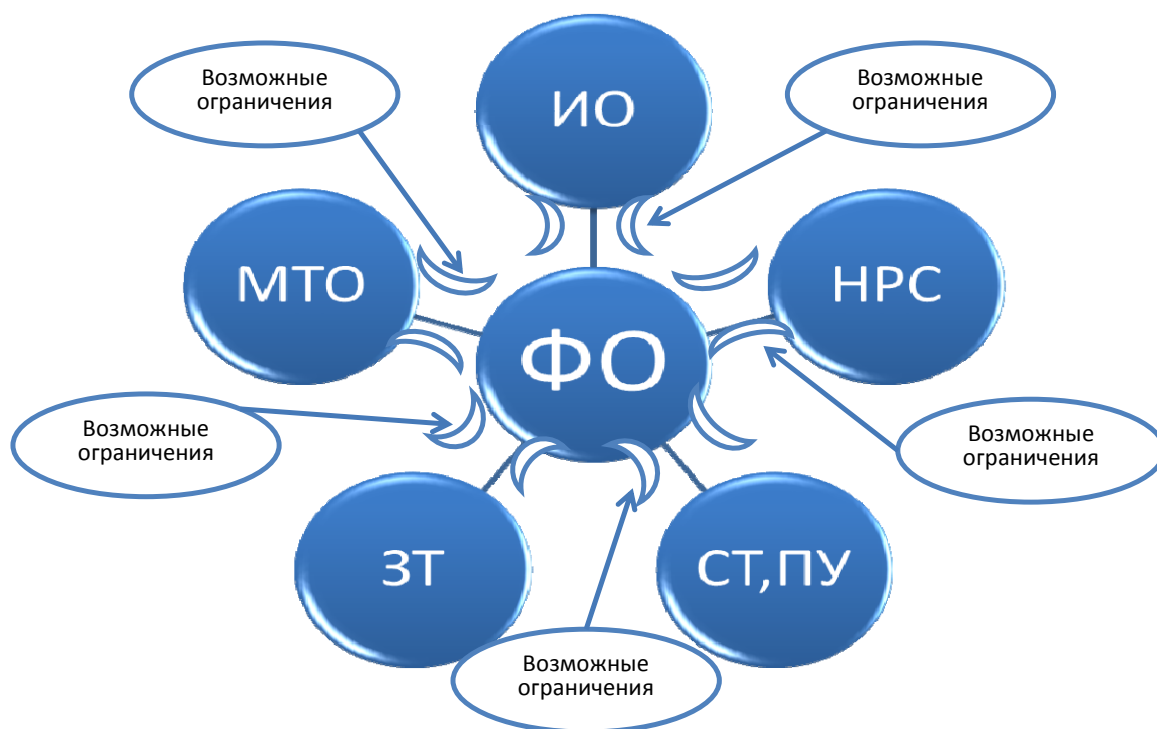 Возможные
ограничения
ИО
Возможные
ограничения
МТО
НРС
ФО
Возможные
ограничения
Возможные
ограничения
ЗТ
СТ,ПУ
Возможные
ограничения